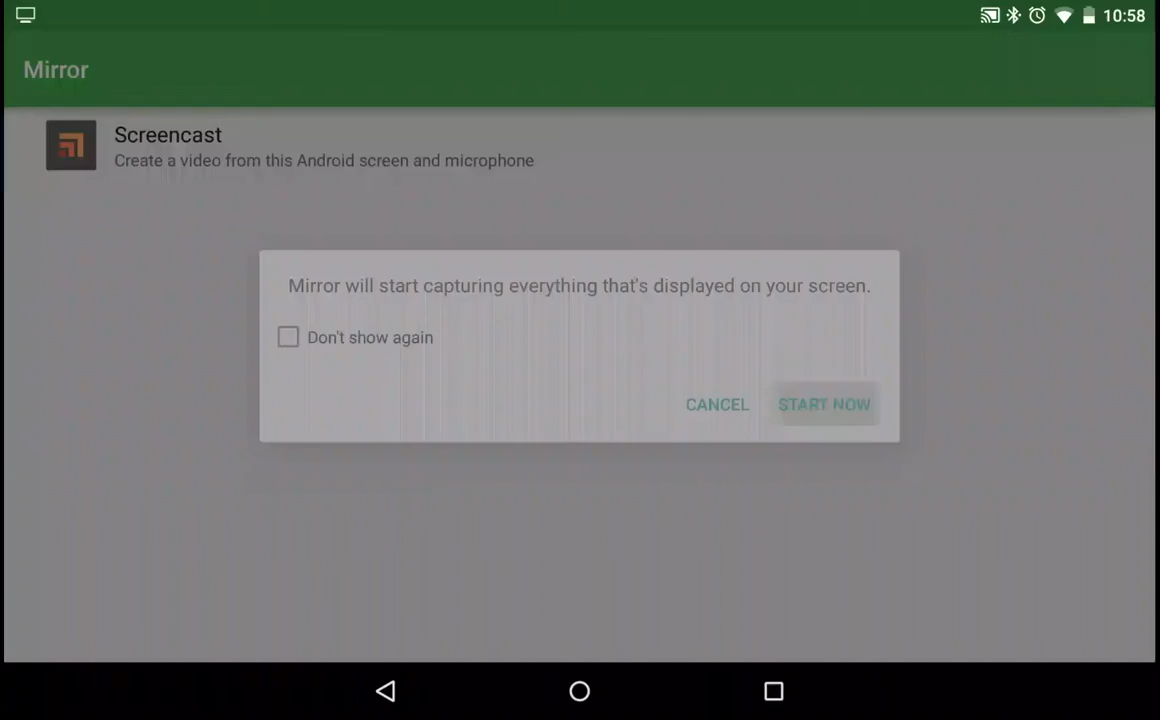 10:58
Mirror
Screencast
Create a video from this Android screen and microphone
Mirror will start capturing everything that's displayed on your screen.
Don't show again
CANCEL START NOW